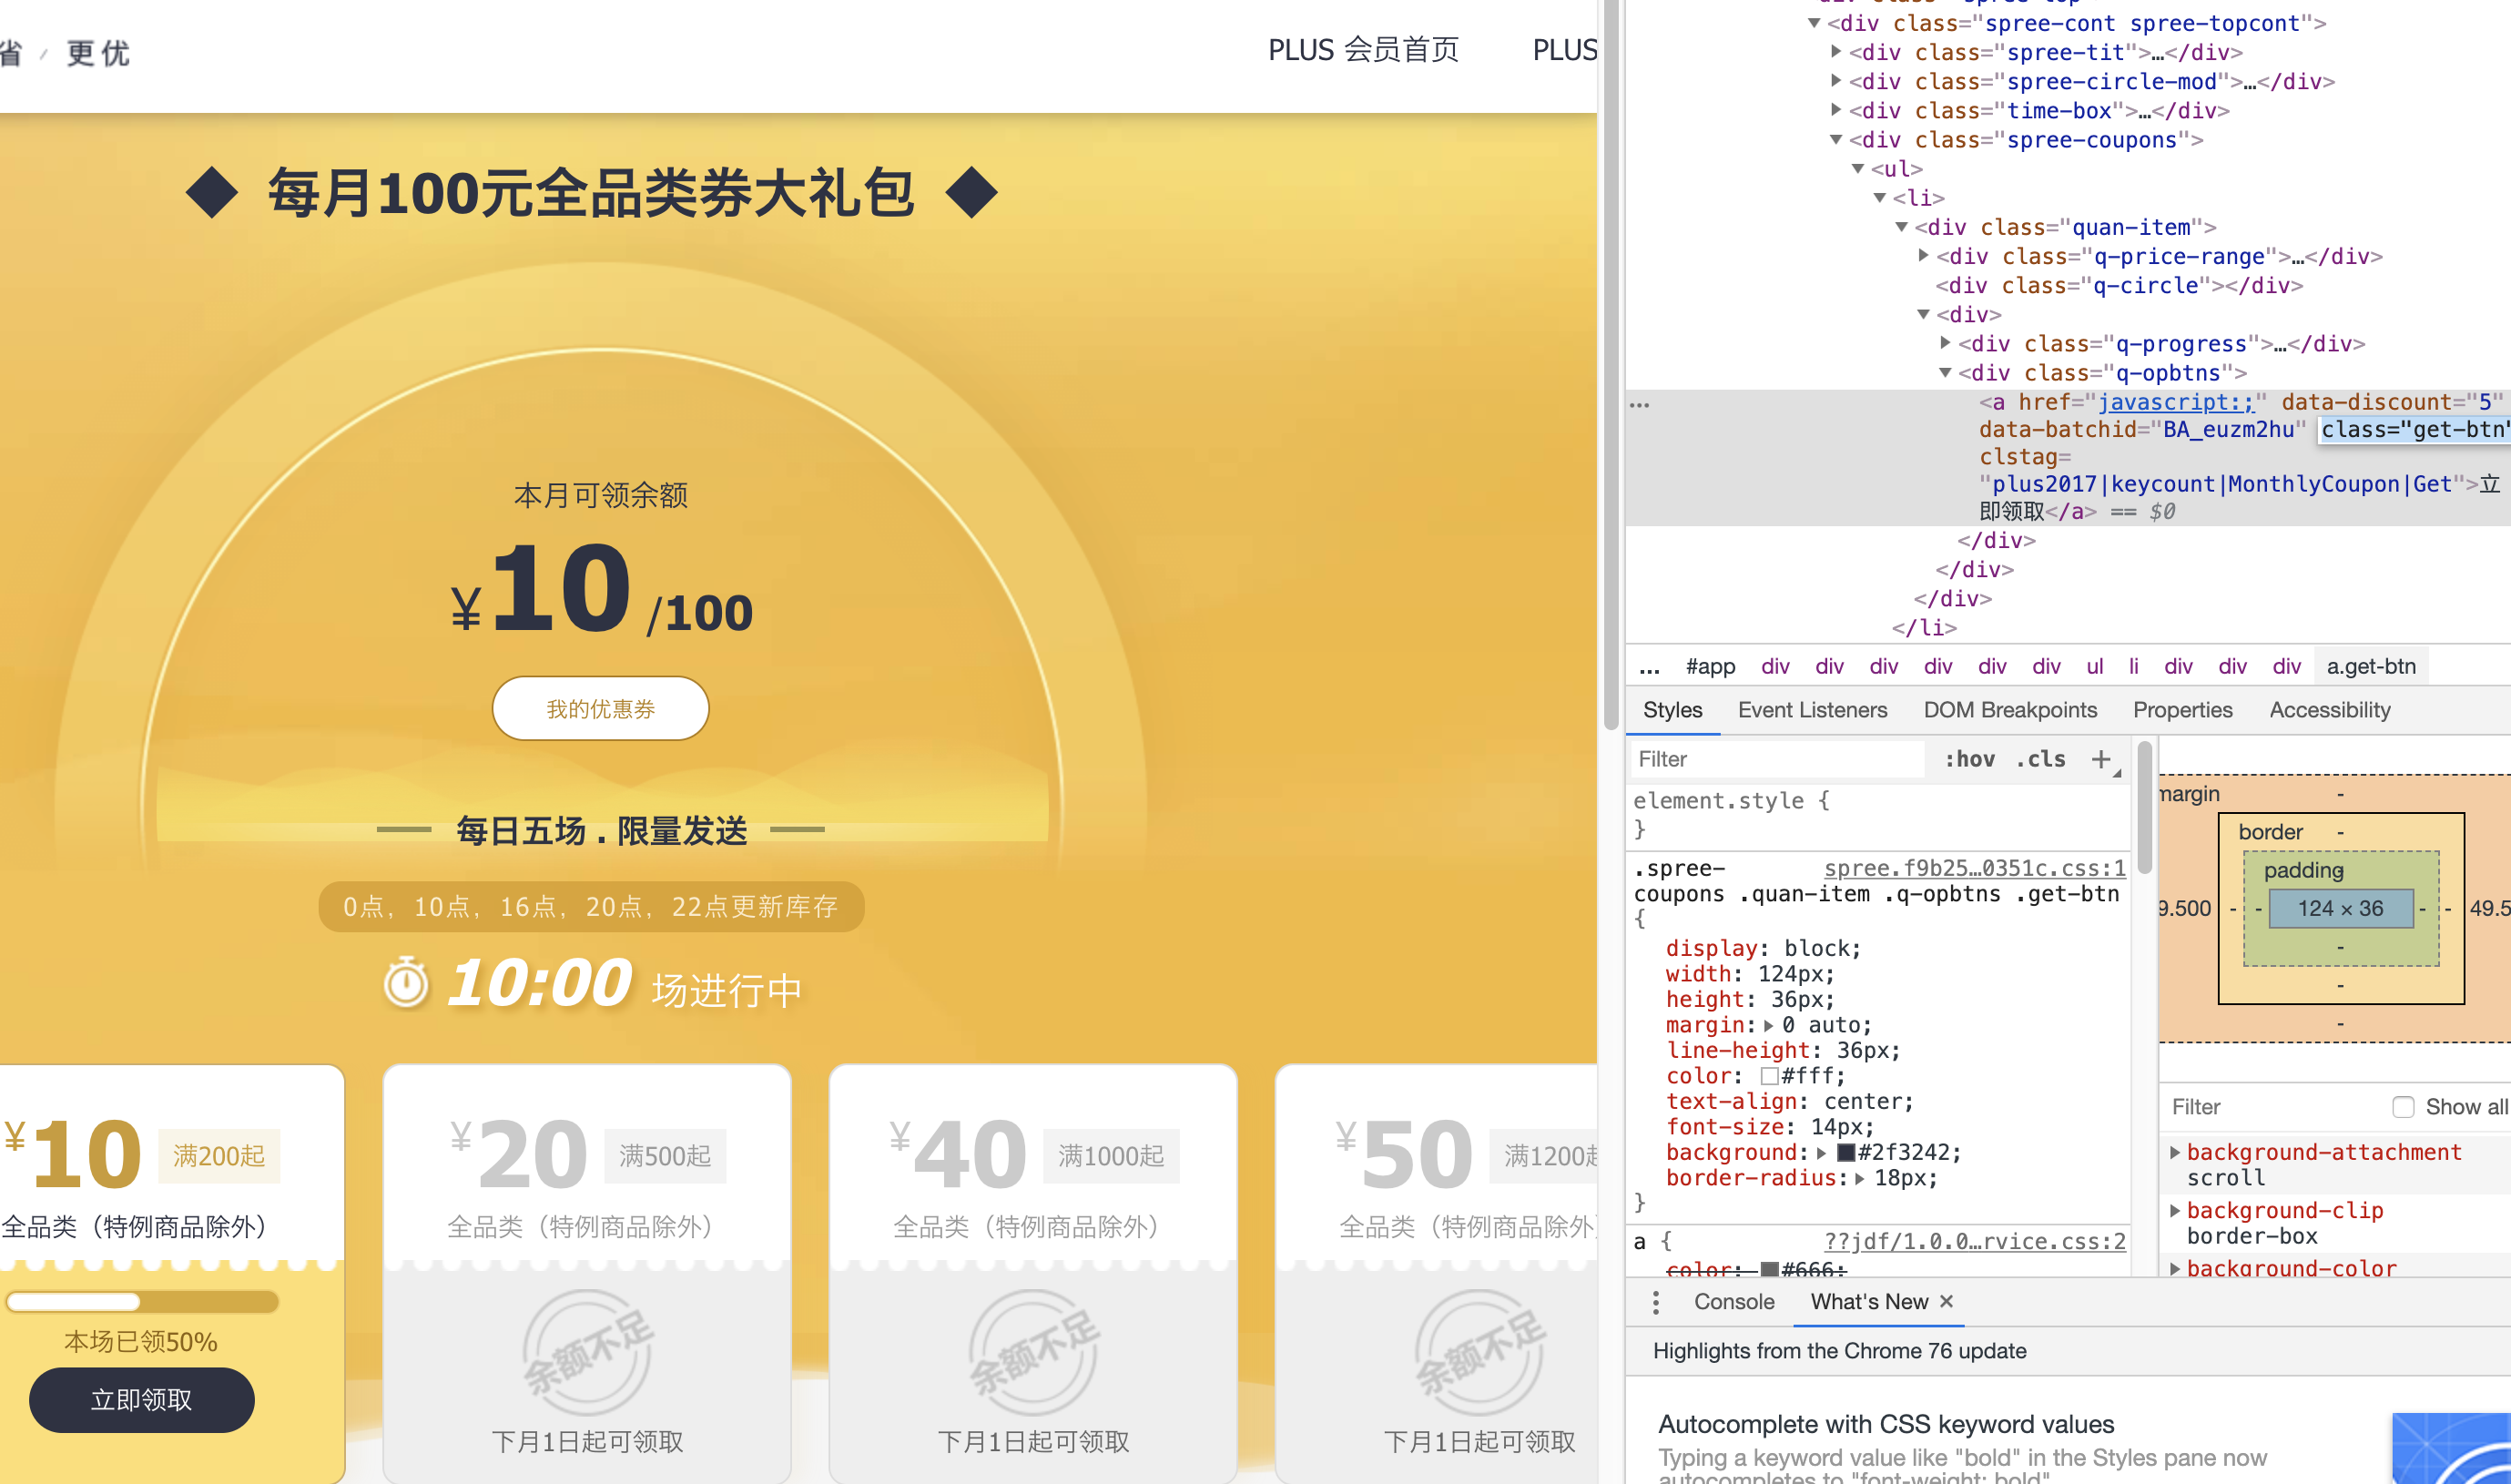 省 / 更优
PLUS 会员首页 PLUS
每月100元全品类券大礼包
本月可领余额
¥10 /100
我的优惠券
每日五场 . 限量发送
0点，10点，16点，20点，22点更新库存
10:00 场进行中
¥10 满200起
全品类（特例商品除外）
本场已领50%
立即领取
¥20 满500起
全品类（特例商品除外）
余额不足
下月1日起可领取
¥40 满1000起
全品类（特例商品除外）
余额不足
下月1日起可领取
¥50 满1200起
全品类（特例商品除外）
余额不足
下月1日起可领取
<div class="spree-cont spree-topcont">
<div class="spree-tit">…</div>
<div class="spree-circle-mod">…</div>
<div class="time-box">…</div>
<div class="spree-coupons">
<ul>
<li>
<div class="quan-item">
<div class="q-price-range">…</div>
<div class="q-circle"></div>
<div>
<div class="q-progress">…</div>
<div class="q-opbtns">
… <a href="javascript:;" data-discount="5"
data-batchid="BA_euzm2hu" class="get-btn"
clstag=
"plus2017|keycount|MonthlyCoupon|Get">立
即领取</a> == $0
</div>
</div>
</div>
</li>
… #app div div div div div div ul li div div div a.get-btn
Styles Event Listeners DOM Breakpoints Properties Accessibility
Filter :hov .cls +
element.style {
}
.spree- spree.f9b25…0351c.css:1
coupons .quan-item .q-opbtns .get-btn
{
display: block;
width: 124px;
height: 36px;
margin: 0 auto;
line-height: 36px;
color: #fff;
text-align: center;
font-size: 14px;
background: #2f3242;
border-radius: 18px;
}
a { ??jdf/1.0.0…rvice.css:2
color: #666;
margin -
border -
padding -
9.500 - - 124 × 36 - - 49.5
-
-
-
Filter Show all
background-attachment
scroll
background-clip
border-box
background-color
Console What's New ×
Highlights from the Chrome 76 update
Autocomplete with CSS keyword values
Typing a keyword value like "bold" in the Styles pane now
autocompletes to "font-weight: bold"